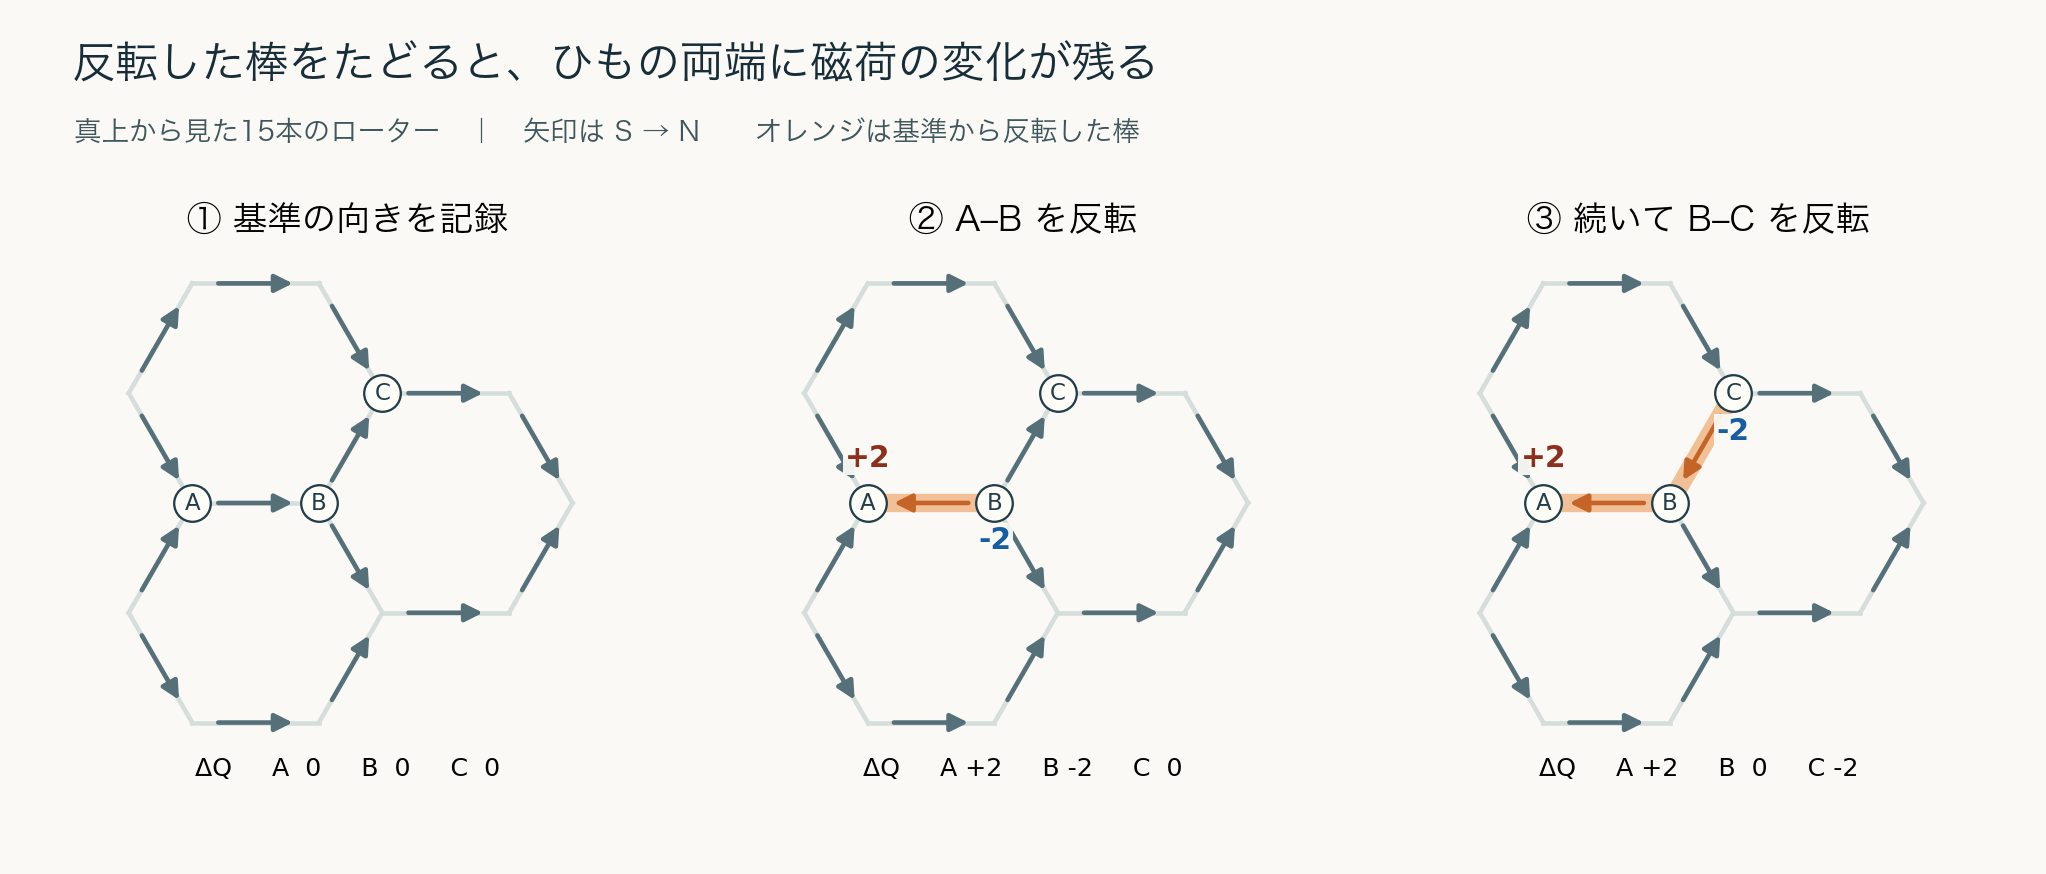 反転した棒をたどると、ひもの両端に磁荷の変化が残る
真上から見た15本のローター ｜ 矢印は S → N オレンジは基準から反転した棒
① 基準の向きを記録
C
A
B
ΔQ A 0 B 0 C 0
② A–B を反転
C
+2
A
B
-2
ΔQ A +2 B -2 C 0
③ 続いて B–C を反転
C
-2
+2
A
B
ΔQ A +2 B 0 C -2